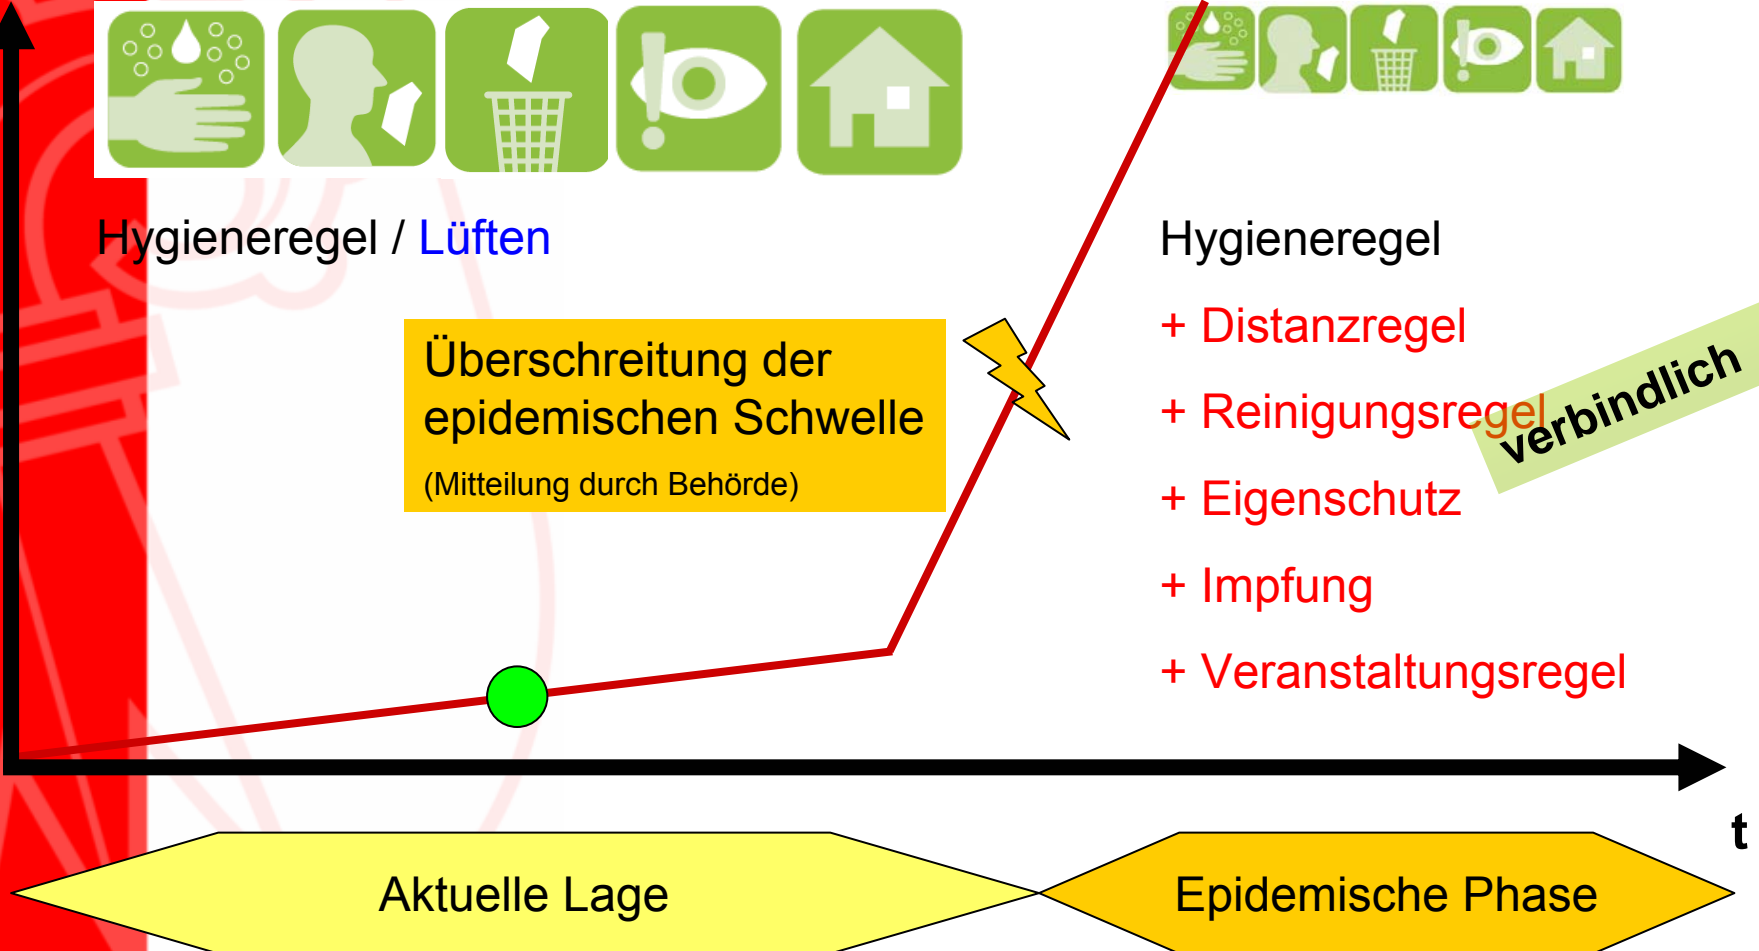 Hygieneregel / Lüften
Überschreitung der
epidemischen Schwelle
(Mitteilung durch Behörde)
Hygieneregel
+ Distanzregel
+ Reinigungsregel
+ Eigenschutz
+ Impfung
+ Veranstaltungsregel
verbindlich
t
Aktuelle Lage
Epidemische Phase